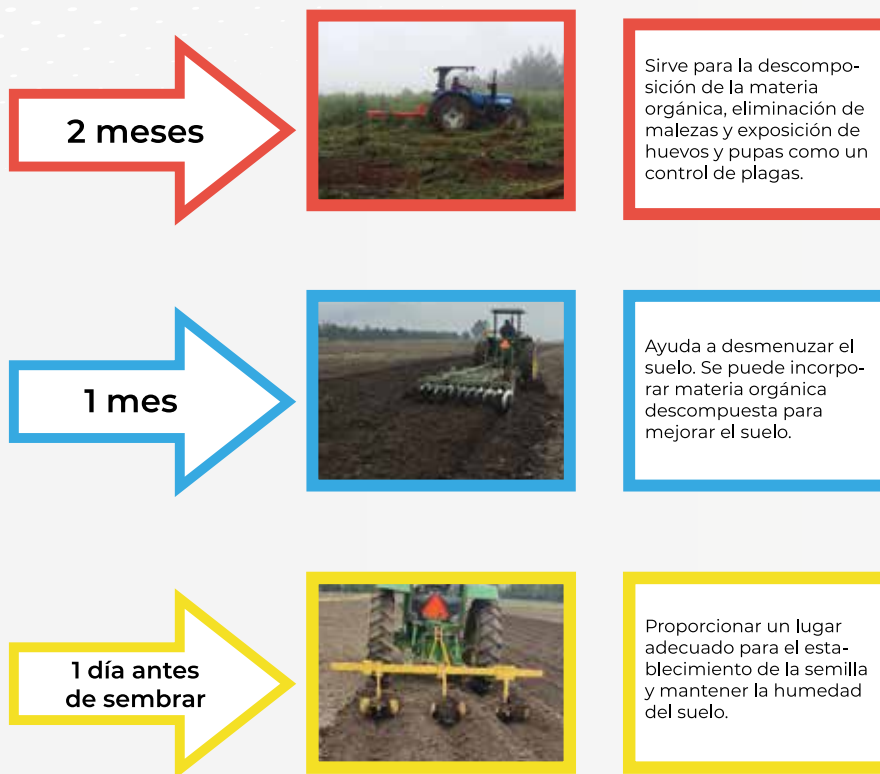 2 meses
Sirve para la descompo-
sición de la materia
orgánica, eliminación de
malezas y exposición de
huevos y pupas como un
control de plagas.
1 mes
Ayuda a desmenuzar el
suelo. Se puede incorpo-
rar materia orgánica
descompuesta para
mejorar el suelo.
1 día antes
de sembrar
Proporcionar un lugar
adecuado para el esta-
blecimiento de la semilla
y mantener la humedad
del suelo.